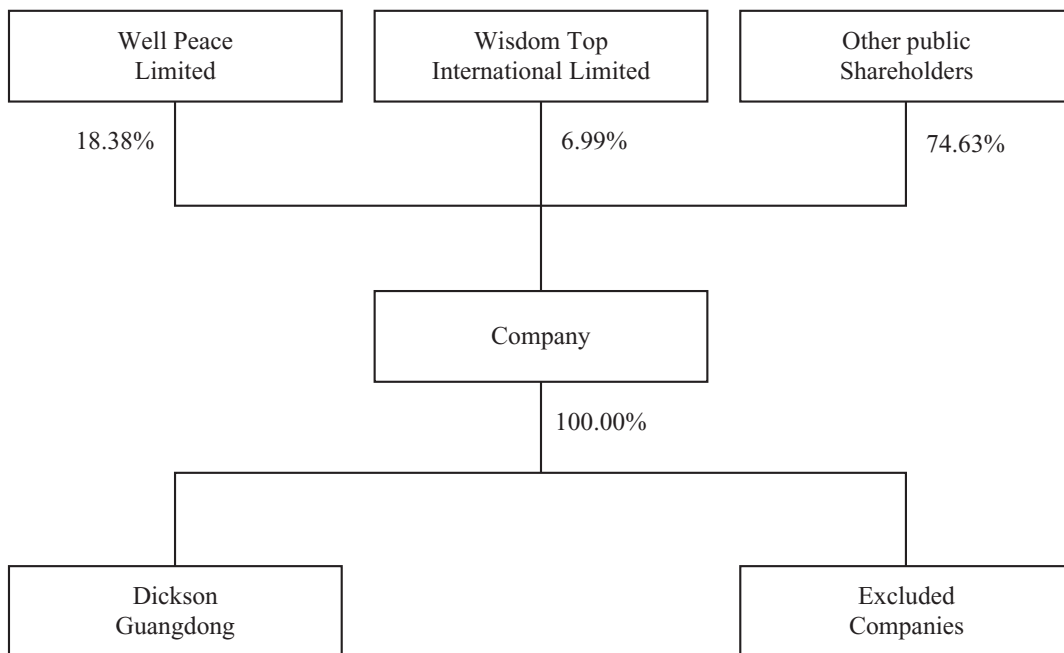 Well Peace
Limited
Wisdom Top
International Limited
Other public
Shareholders
18.38%
6.99%
74.63%
Company
100.00%
Dickson
Guangdong
Excluded
Companies